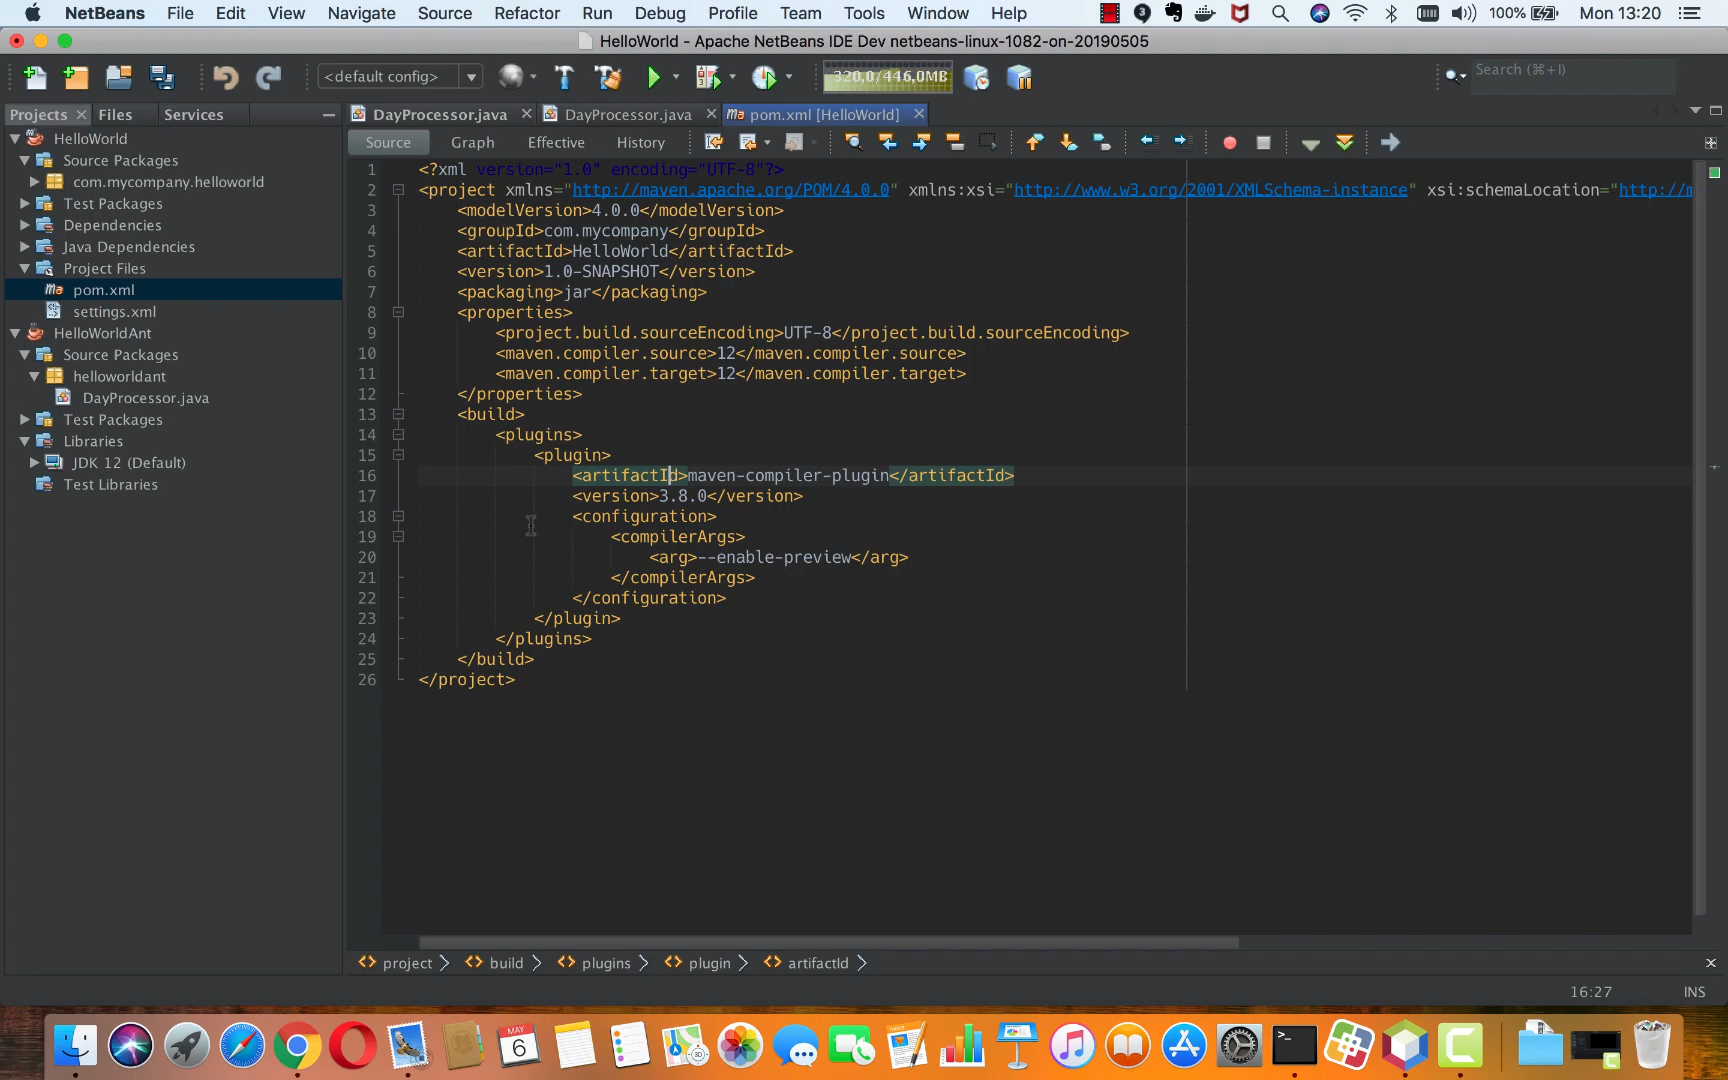 NetBeans File Edit View Navigate Source Refactor Run Debug Profile Team Tools Window Help 3 100% Mon 13:20
HelloWorld - Apache NetBeans IDE Dev netbeans-linux-1082-on-20190505
<default config> 320,0/446,0MB Search (⌘+I)
Projects Files Services DayProcessor.java DayProcessor.java pom.xml [HelloWorld]
Source Graph Effective History
HelloWorld
Source Packages
com.mycompany.helloworld
Test Packages
Dependencies
Java Dependencies
Project Files
pom.xml
settings.xml
HelloWorldAnt
Source Packages
helloworldant
DayProcessor.java
Test Packages
Libraries
JDK 12 (Default)
Test Libraries
1 <?xml version="1.0" encoding="UTF-8"?>
2 <project xmlns="http://maven.apache.org/POM/4.0.0" xmlns:xsi="http://www.w3.org/2001/XMLSchema-instance" xsi:schemaLocation="http://m
3 <modelVersion>4.0.0</modelVersion>
4 <groupId>com.mycompany</groupId>
5 <artifactId>HelloWorld</artifactId>
6 <version>1.0-SNAPSHOT</version>
7 <packaging>jar</packaging>
8 <properties>
9 <project.build.sourceEncoding>UTF-8</project.build.sourceEncoding>
10 <maven.compiler.source>12</maven.compiler.source>
11 <maven.compiler.target>12</maven.compiler.target>
12 </properties>
13 <build>
14 <plugins>
15 <plugin>
16 <artifactId>maven-compiler-plugin</artifactId>
17 <version>3.8.0</version>
18 <configuration>
19 <compilerArgs>
20 <arg>--enable-preview</arg>
21 </compilerArgs>
22 </configuration>
23 </plugin>
24 </plugins>
25 </build>
26 </project>
project build plugins plugin artifactId
16:27 INS
MAY
6